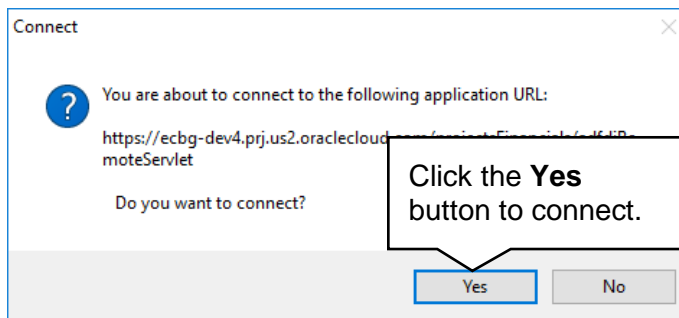 Connect
You are about to connect to the following application URL:
https://ecbg-dev4.prj.us2.oraclecloud
moteServlet
Click the Yes
button to connect.
Do you want to connect?
Yes
No